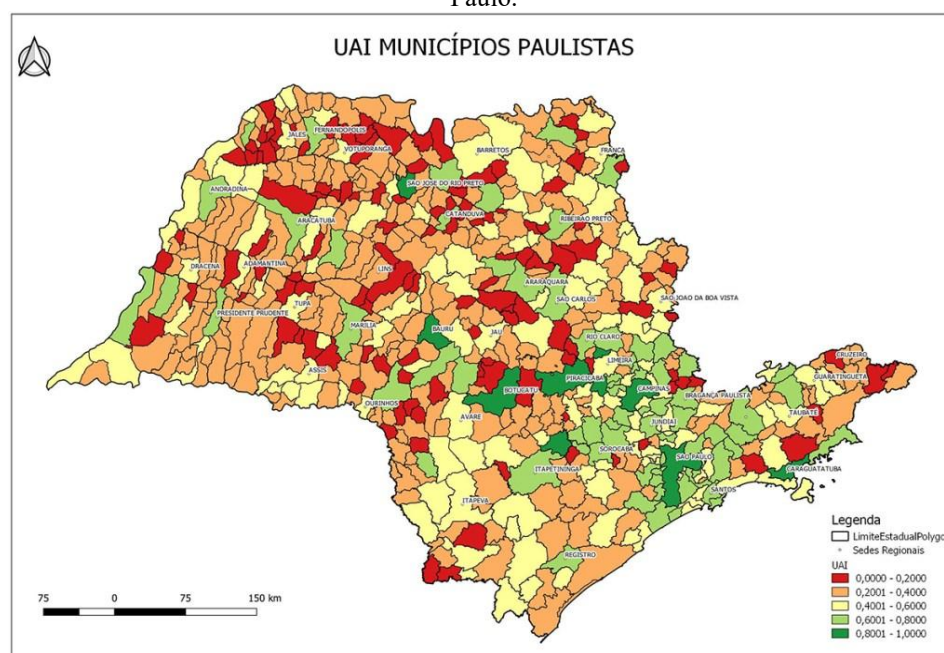 Paulo.
UAI MUNICÍPIOS PAULISTAS
JALES
FERNANDOPOLIS
VOTUPORANGA
BARRETOS
FRANCA
SAO JOSE DO RIO PRETO
ANDRADINA
CATANDUVA
RIBEIRAO PRETO
ARACATUBA
DRACENA
ADAMANTINA
LINS
ARARAQUARA
SAO CARLOS
SAO JOAO DA BOA VISTA
TUPA
PRESIDENTE PRUDENTE
MARILIA
BAURU
JAU
RIO CLARO
LIMEIRA
ASSIS
PIRACICABA
CAMPINAS
CRUZEIRO
GUARATINGUETA
BOTUCATU
BRAGANÇA PAULISTA
OURINHOS
TAUBATE
AVARE
JUNDIAI
SOROCABA
SAO PAULO
ITAPETININGA
CARAGUATATUBA
SANTOS
ITAPEVA
REGISTRO
Legenda
LimiteEstadualPolygo
Sedes Regionais
UAI
0,0000 - 0,2000
0,2001 - 0,4000
0,4001 - 0,6000
0,6001 - 0,8000
0,8001 - 1,0000
75 0 75 150 km